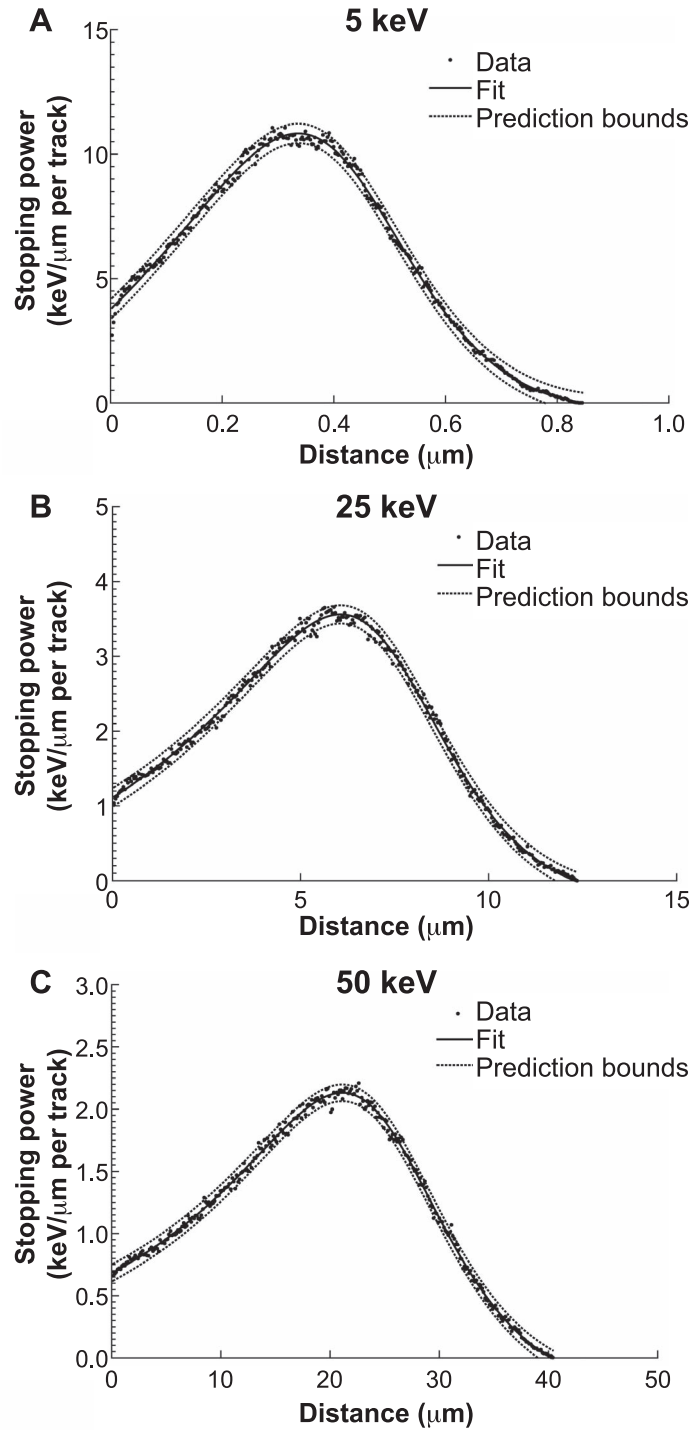 A
5 keV
15
10
5
0
Stopping power
(keV/μm per track)
Data
Fit
Prediction bounds
0
0.2
0.4
0.6
0.8
1.0
Distance (μm)
B
25 keV
5
4
3
2
1
0
Stopping power
(keV/μm per track)
Data
Fit
Prediction bounds
0
5
10
15
Distance (μm)
C
50 keV
3.0
2.5
2.0
1.5
1.0
0.5
0.0
Stopping power
(keV/μm per track)
Data
Fit
Prediction bounds
0
10
20
30
40
50
Distance (μm)